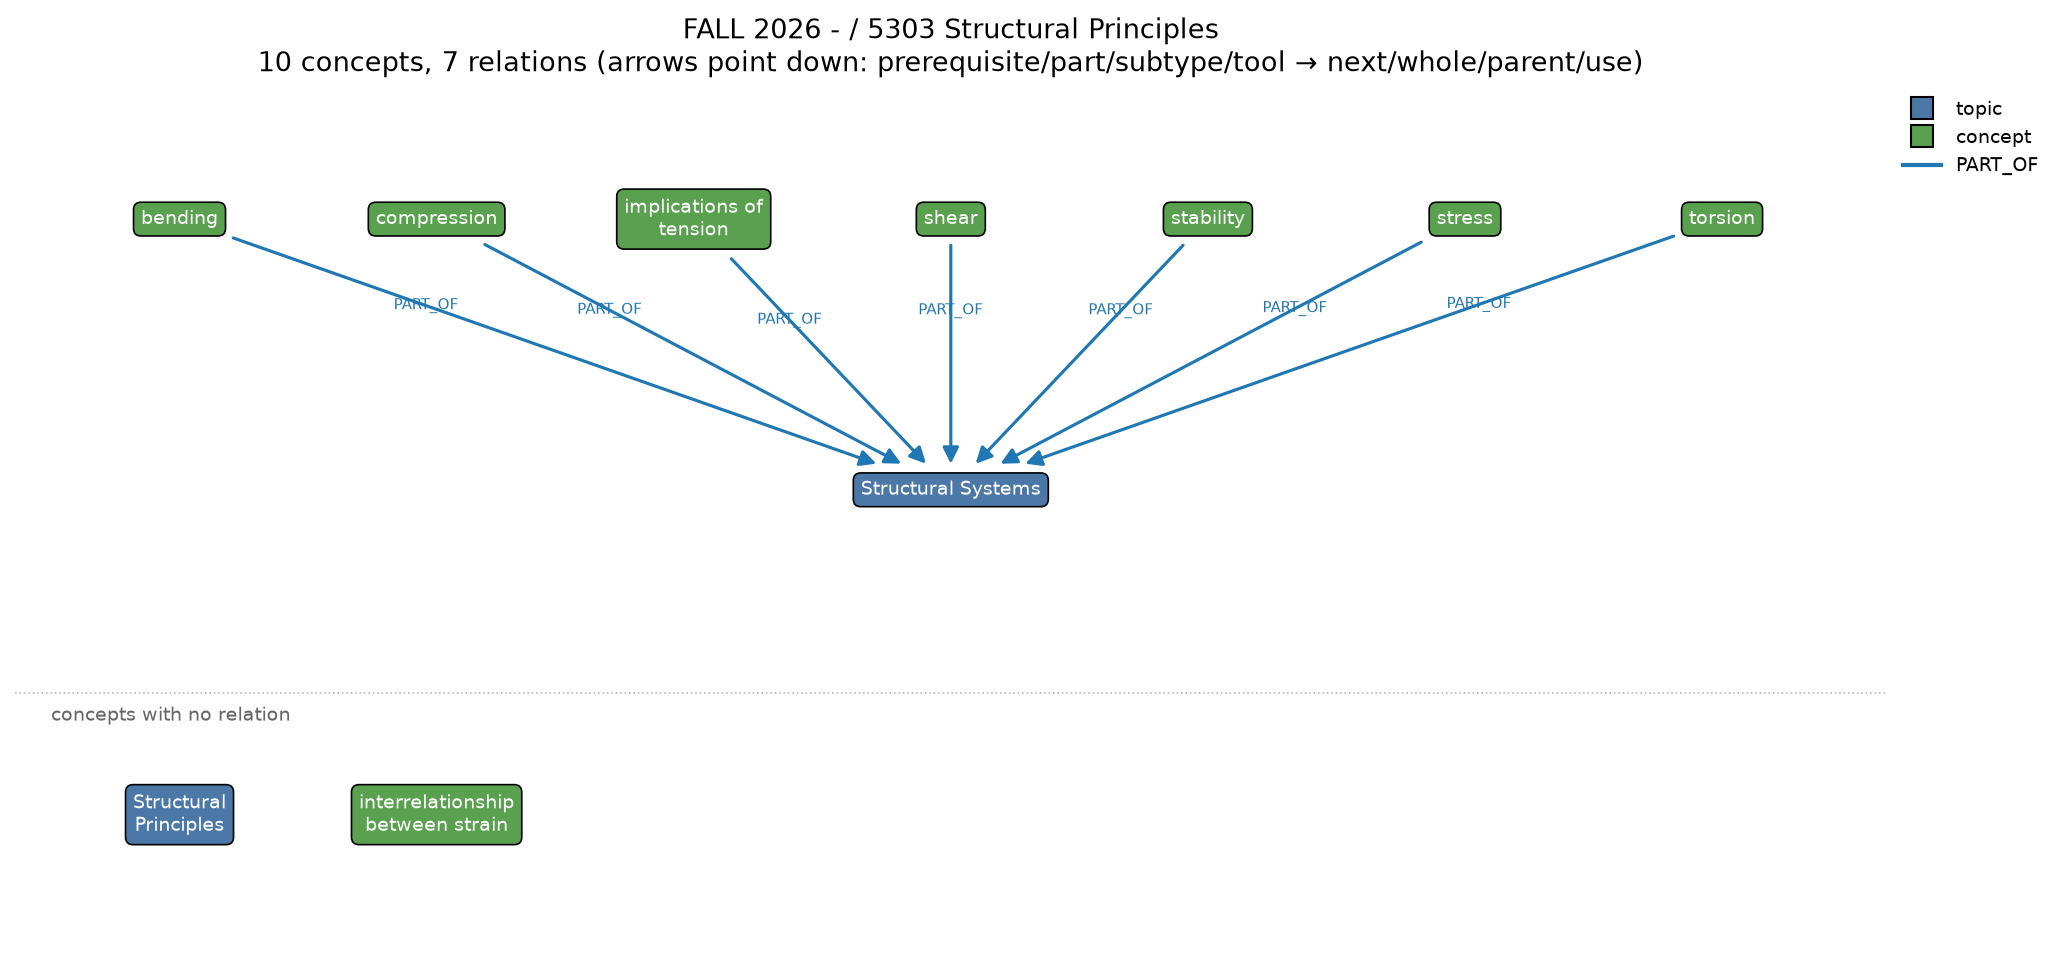 FALL 2026 - / 5303 Structural Principles
10 concepts, 7 relations (arrows point down: prerequisite/part/subtype/tool → next/whole/parent/use)
topic
concept
PART_OF
bending
compression
implications of
tension
shear
stability
stress
torsion
PART_OF
PART_OF
PART_OF
PART_OF
PART_OF
PART_OF
PART_OF
Structural Systems
concepts with no relation
Structural
Principles
interrelationship
between strain